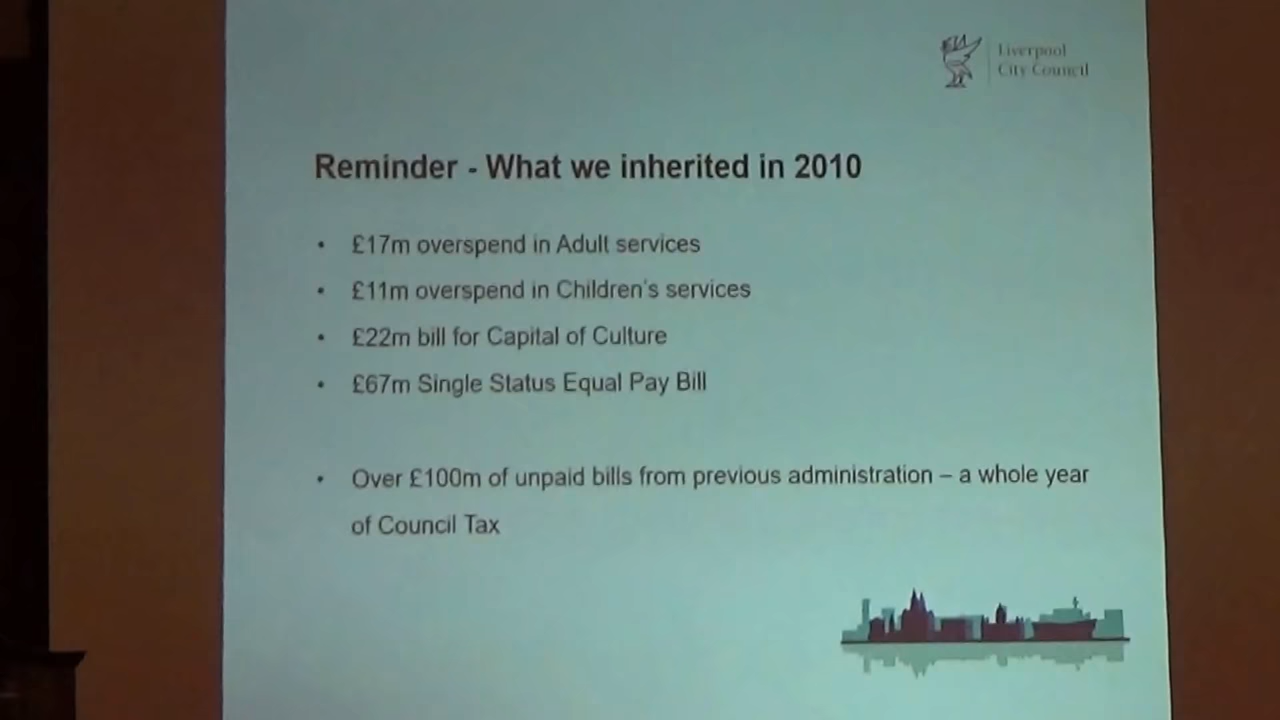 Liverpool
City Council
Reminder - What we inherited in 2010
• £17m overspend in Adult services
• £11m overspend in Children's services
• £22m bill for Capital of Culture
• £67m Single Status Equal Pay Bill
• Over £100m of unpaid bills from previous administration – a whole year
of Council Tax